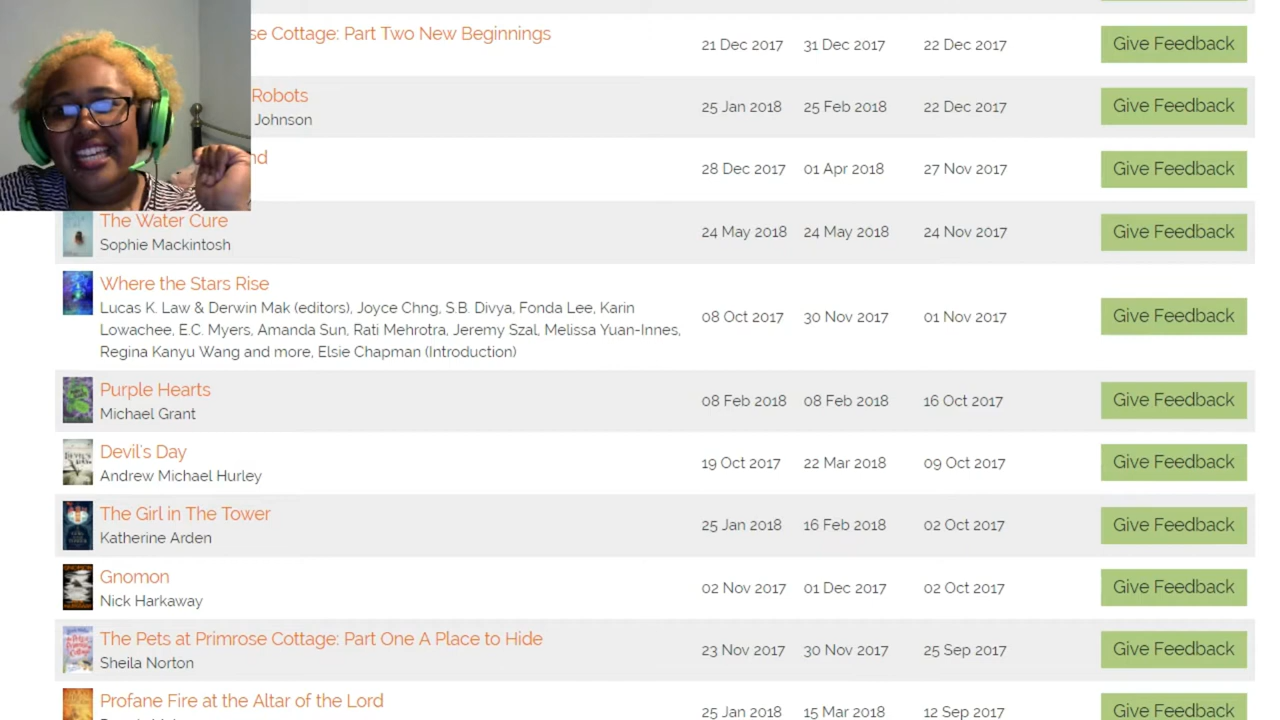 se Cottage: Part Two New Beginnings
21 Dec 2017 31 Dec 2017 22 Dec 2017 Give Feedback
Robots
Johnson
25 Jan 2018 25 Feb 2018 22 Dec 2017 Give Feedback
nd
28 Dec 2017 01 Apr 2018 27 Nov 2017 Give Feedback
The Water Cure
Sophie Mackintosh
24 May 2018 24 May 2018 24 Nov 2017 Give Feedback
Where the Stars Rise
Lucas K. Law & Derwin Mak (editors), Joyce Chng, S.B. Divya, Fonda Lee, Karin
Lowachee, E.C. Myers, Amanda Sun, Rati Mehrotra, Jeremy Szal, Melissa Yuan-Innes,
Regina Kanyu Wang and more, Elsie Chapman (Introduction)
08 Oct 2017 30 Nov 2017 01 Nov 2017 Give Feedback
Purple Hearts
Michael Grant
08 Feb 2018 08 Feb 2018 16 Oct 2017 Give Feedback
Devil's Day
Andrew Michael Hurley
19 Oct 2017 22 Mar 2018 09 Oct 2017 Give Feedback
The Girl in The Tower
Katherine Arden
25 Jan 2018 16 Feb 2018 02 Oct 2017 Give Feedback
Gnomon
Nick Harkaway
02 Nov 2017 01 Dec 2017 02 Oct 2017 Give Feedback
The Pets at Primrose Cottage: Part One A Place to Hide
Sheila Norton
23 Nov 2017 30 Nov 2017 25 Sep 2017 Give Feedback
Profane Fire at the Altar of the Lord
25 Jan 2018 15 Mar 2018 12 Sep 2017 Give Feedback